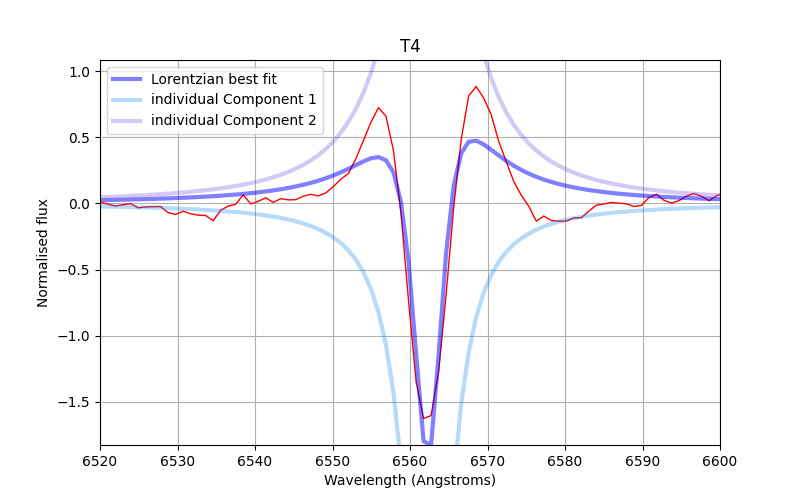 T4
Lorentzian best fit
individual Component 1
individual Component 2
1.0
0.5
0.0
−0.5
−1.0
−1.5
Normalised flux
6520 6530 6540 6550 6560 6570 6580 6590 6600
Wavelength (Angstroms)